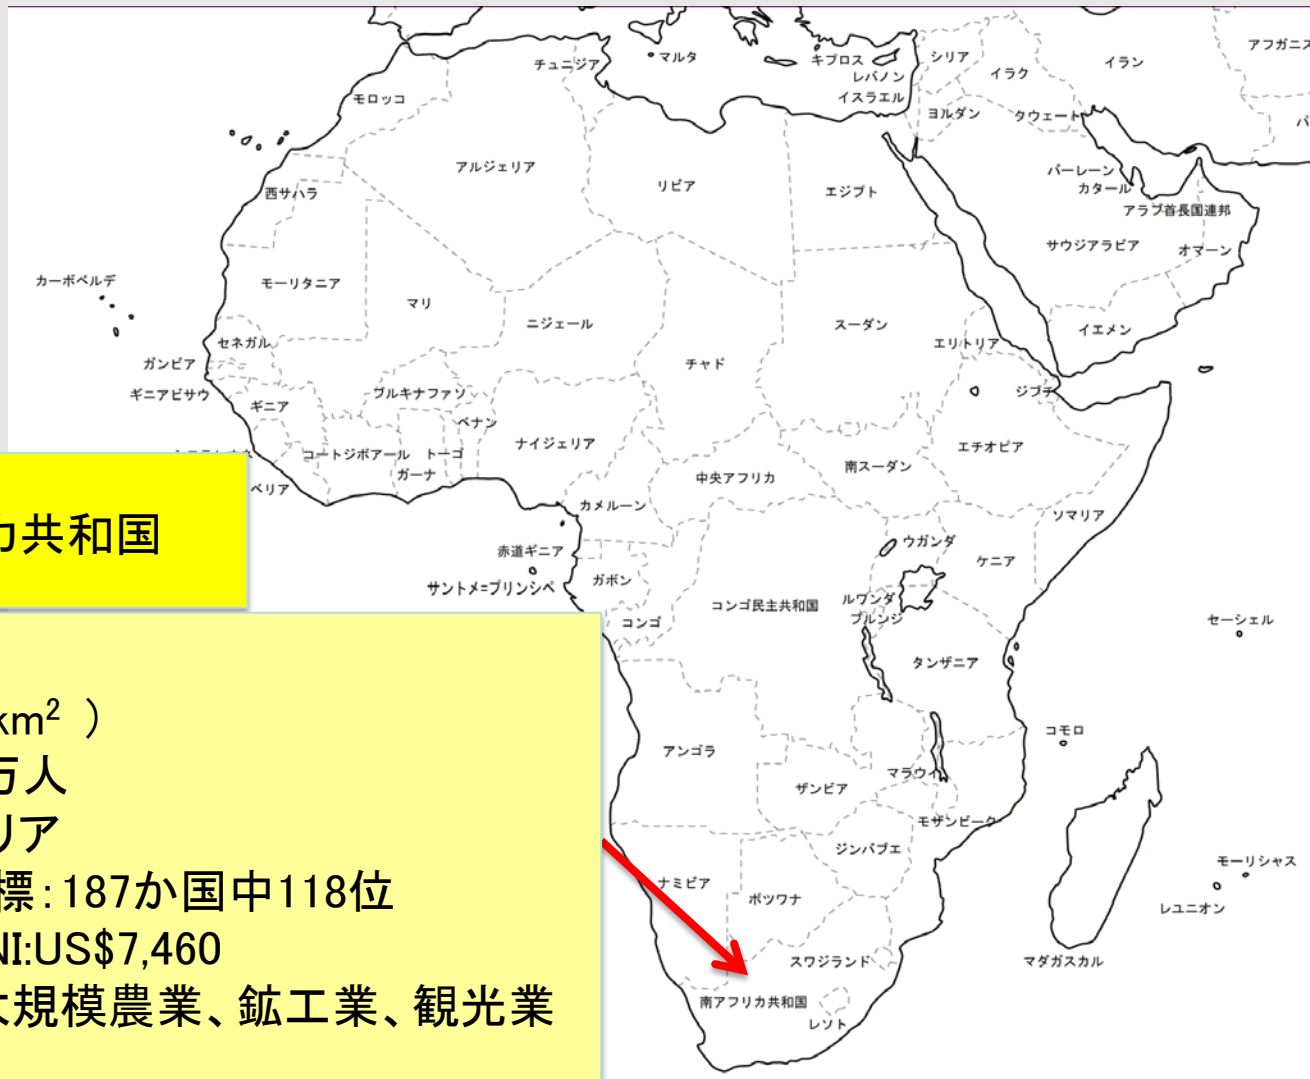 アフガニス
チュニジア
マルタ
キプロス
シリア
イラク
イラン
レバノン
イスラエル
モロッコ
ヨルダン
タウェート
パ
アルジェリア
リビア
エジプト
バーレーン
カタール
西サハラ
アラブ首長国連邦
サウジアラビア
オマーン
カーボベルデ
モーリタニア
マリ
ニジェール
スーダン
エリトリア
イエメン
セネガル
ガンビア
チャド
ギニアビサウ
ブルキナファソ
ジブチ
ギニア
ベナン
ナイジェリア
エチオピア
コートジボアール
トーゴ
ガーナ
中央アフリカ
南スーダン
ベリア
カメルーン
ソマリア
カ共和国
赤道ギニア
ウガンダ
ケニア
サントメ=プリンシペ
ガボン
コンゴ民主共和国
ルワンダ
ブルンジ
コンゴ
セーシェル
タンザニア
km²）
アンゴラ
コモロ
万人
ザンビア
マラウイ
リア
モザンビーク
ジンバブエ
標：187か国中118位
ナミビア
ボツワナ
モーリシャス
レユニオン
NI:US$7,460
スワジランド
マダガスカル
大規模農業、鉱工業、観光業
南アフリカ共和国
レソト